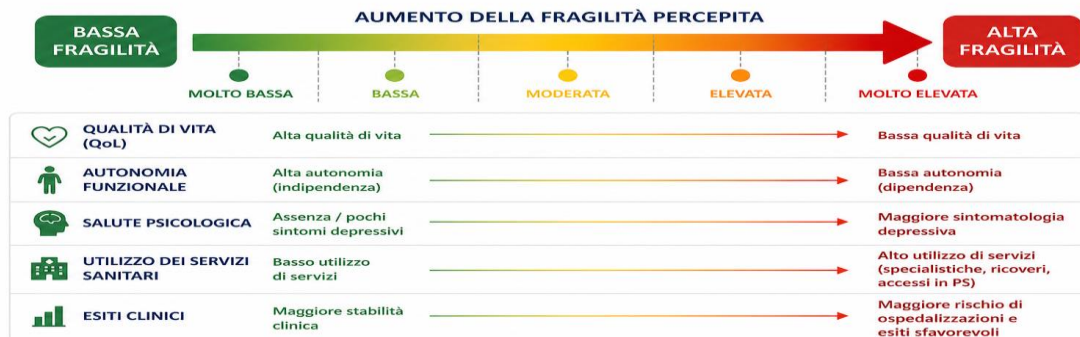 AUMENTO DELLA FRAGILITÀ PERCEPITA
BASSA
FRAGILITÀ
ALTA
FRAGILITÀ
MOLTO BASSA
BASSA
MODERATA
ELEVATA
MOLTO ELEVATA
QUALITÀ DI VITA
(QoL)
Alta qualità di vita
Bassa qualità di vita
AUTONOMIA
FUNZIONALE
Alta autonomia
(indipendenza)
Bassa autonomia
(dipendenza)
SALUTE PSICOLOGICA
Assenza / pochi
sintomi depressivi
Maggiore sintomatologia
depressiva
UTILIZZO DEI SERVIZI
SANITARI
Basso utilizzo
di servizi
Alto utilizzo di servizi
(specialistiche, ricoveri,
accessi in PS)
ESITI CLINICI
Maggiore stabilità
clinica
Maggiore rischio di
ospedalizzazioni e
esiti sfavorevoli